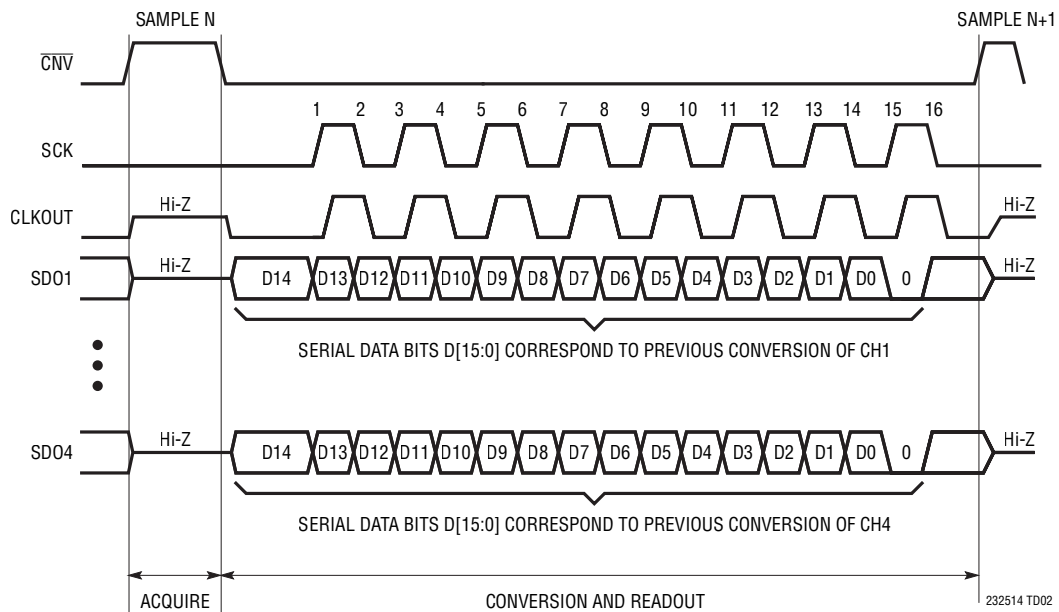 SAMPLE N
SAMPLE N+1
CNV
1 2 3 4 5 6 7 8 9 10 11 12 13 14 15 16
SCK
CLKOUT
Hi-Z
Hi-Z
SDO1
Hi-Z
D14 D13 D12 D11 D10 D9 D8 D7 D6 D5 D4 D3 D2 D1 D0 0
Hi-Z
SERIAL DATA BITS D[15:0] CORRESPOND TO PREVIOUS CONVERSION OF CH1
SDO4
Hi-Z
D14 D13 D12 D11 D10 D9 D8 D7 D6 D5 D4 D3 D2 D1 D0 0
Hi-Z
SERIAL DATA BITS D[15:0] CORRESPOND TO PREVIOUS CONVERSION OF CH4
ACQUIRE
CONVERSION AND READOUT
232514 TD02